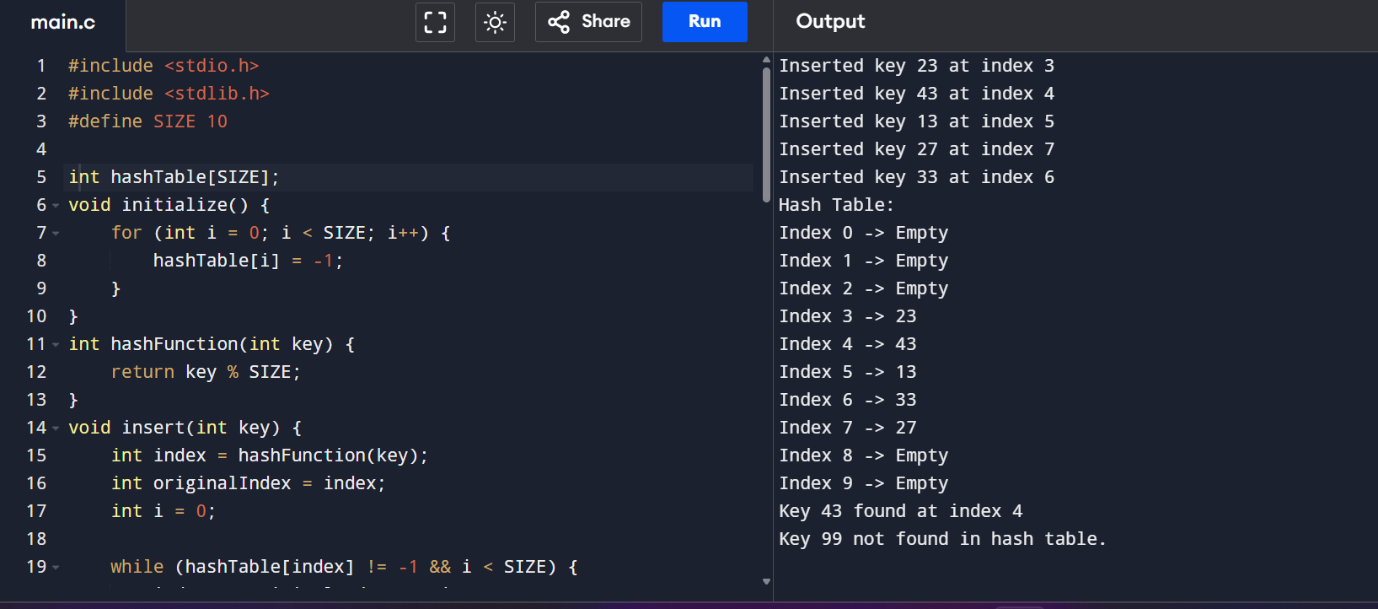 main.c
Share
Run
Output
1 #include <stdio.h>
2 #include <stdlib.h>
3 #define SIZE 10
4
5 int hashTable[SIZE];
6 void initialize() {
7 for (int i = 0; i < SIZE; i++) {
8 hashTable[i] = -1;
9 }
10 }
11 int hashFunction(int key) {
12 return key % SIZE;
13 }
14 void insert(int key) {
15 int index = hashFunction(key);
16 int originalIndex = index;
17 int i = 0;
18
19 while (hashTable[index] != -1 && i < SIZE) {
Inserted key 23 at index 3
Inserted key 43 at index 4
Inserted key 13 at index 5
Inserted key 27 at index 7
Inserted key 33 at index 6
Hash Table:
Index 0 -> Empty
Index 1 -> Empty
Index 2 -> Empty
Index 3 -> 23
Index 4 -> 43
Index 5 -> 13
Index 6 -> 33
Index 7 -> 27
Index 8 -> Empty
Index 9 -> Empty
Key 43 found at index 4
Key 99 not found in hash table.